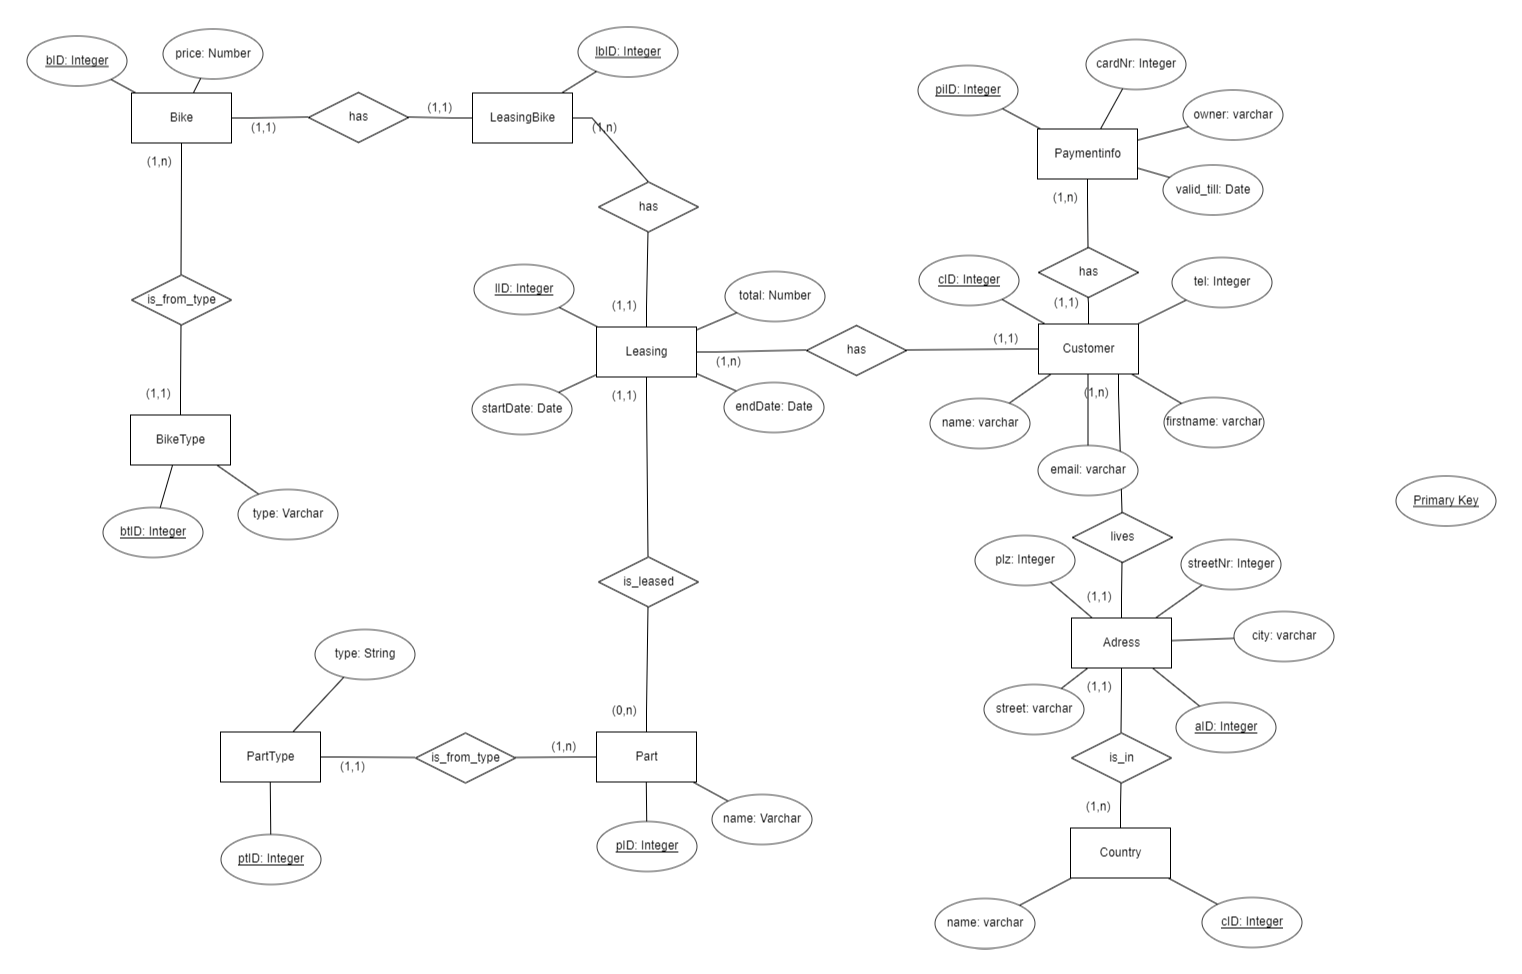 bID: Integer
price: Number
lbID: Integer
cardNr: Integer
piID: Integer
owner: varchar
Bike
has
(1,1)
LeasingBike
(1,1)
(1,n)
Paymentinfo
(1,n)
valid_till: Date
(1,n)
has
is_from_type
lID: Integer
total: Number
(1,1)
has
cID: Integer
tel: Integer
(1,1)
Leasing
(1,n)
has
(1,1)
Customer
(1,1)
BikeType
(1,1)
startDate: Date
endDate: Date
(1,n)
name: varchar
firstname: varchar
email: varchar
btID: Integer
type: Varchar
Primary Key
lives
is_leased
plz: Integer
streetNr: Integer
(1,1)
type: String
Adress
city: varchar
(1,1)
street: varchar
aID: Integer
(0,n)
PartType
(1,1)
is_from_type
(1,n)
Part
is_in
(1,n)
name: Varchar
ptID: Integer
pID: Integer
Country
name: varchar
cID: Integer